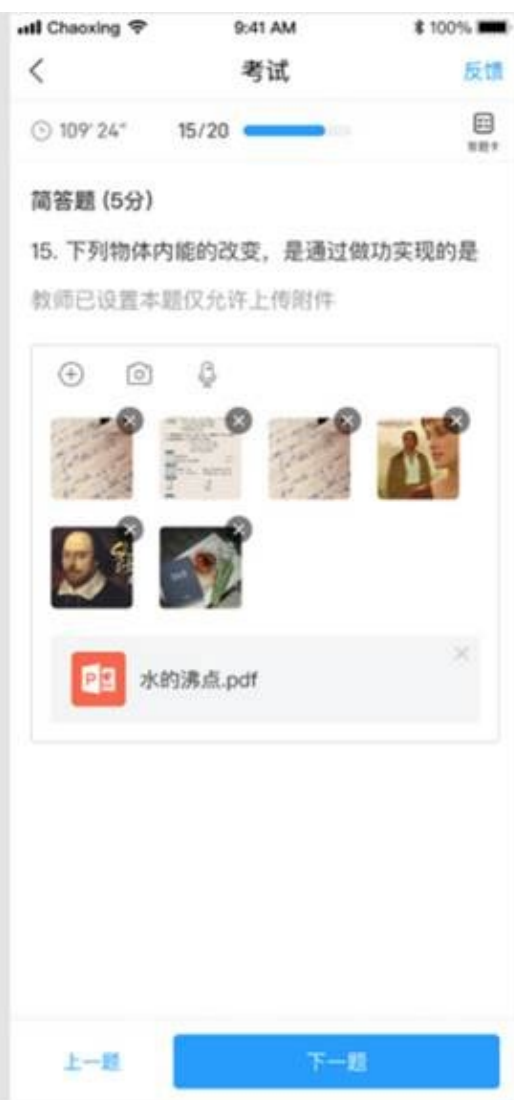 Chaoxing 9:41 AM 100%
考试 反馈
109′ 24″ 15/20
答题卡
简答题 (5分)
15. 下列物体内能的改变，是通过做功实现的是
教师已设置本题仅允许上传附件
水的沸点.pdf
上一题 下一题